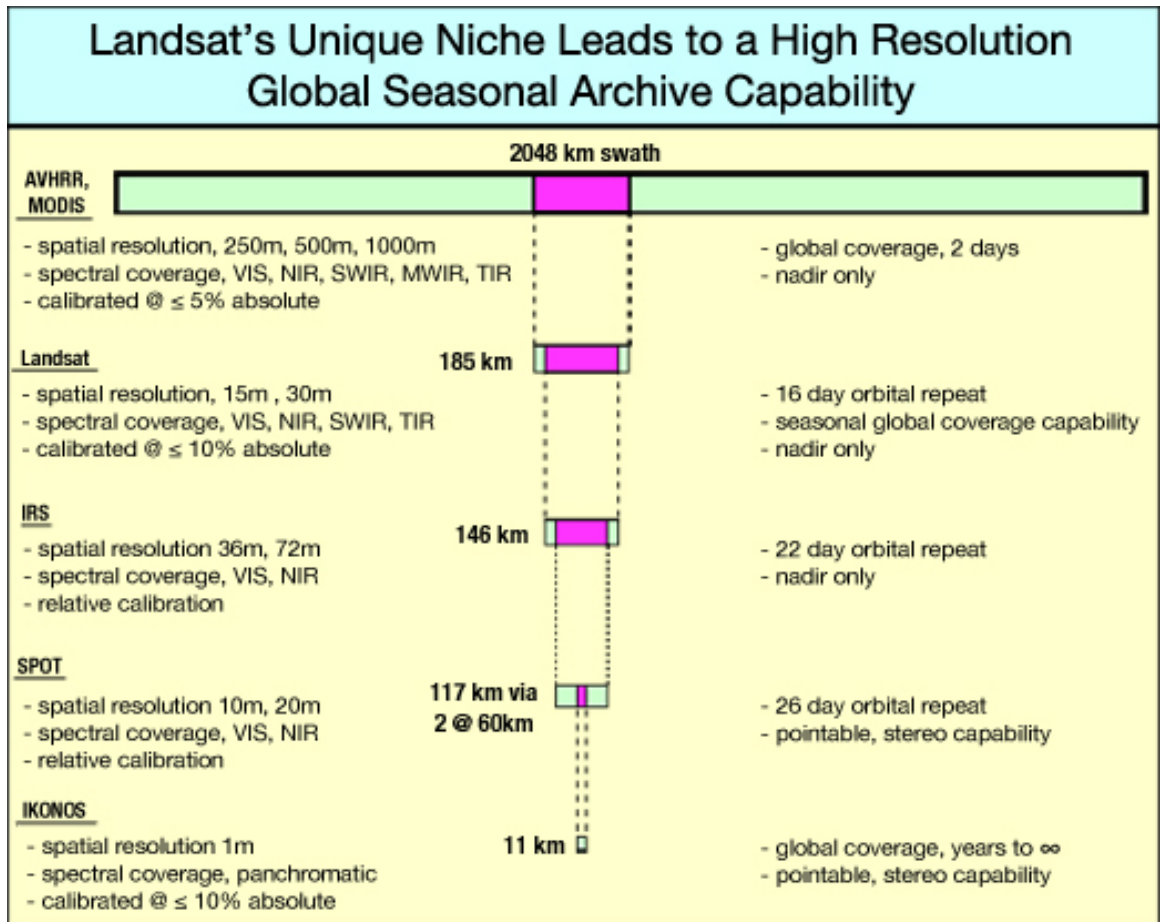 Landsat's Unique Niche Leads to a High Resolution
Global Seasonal Archive Capability
2048 km swath
AVHRR,
MODIS
- spatial resolution, 250m, 500m, 1000m
- spectral coverage, VIS, NIR, SWIR, MWIR, TIR
- calibrated @ ≤ 5% absolute
- global coverage, 2 days
- nadir only
Landsat
185 km
- spatial resolution, 15m , 30m
- spectral coverage, VIS, NIR, SWIR, TIR
- calibrated @ ≤ 10% absolute
- 16 day orbital repeat
- seasonal global coverage capability
- nadir only
IRS
146 km
- spatial resolution 36m, 72m
- spectral coverage, VIS, NIR
- relative calibration
- 22 day orbital repeat
- nadir only
SPOT
117 km via
2 @ 60km
- spatial resolution 10m, 20m
- spectral coverage, VIS, NIR
- relative calibration
- 26 day orbital repeat
- pointable, stereo capability
IKONOS
11 km
- spatial resolution 1m
- spectral coverage, panchromatic
- calibrated @ ≤ 10% absolute
- global coverage, years to ∞
- pointable, stereo capability